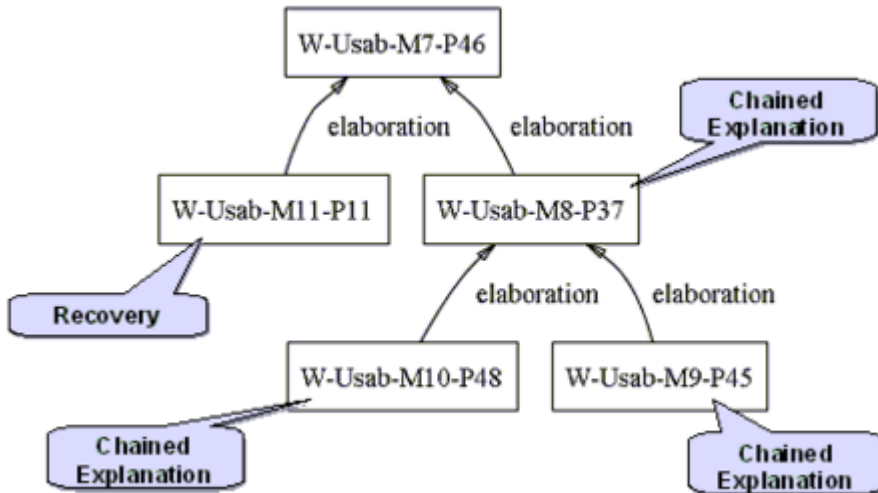 W-Usab-M7-P46
Chained
Explanation
elaboration
elaboration
W-Usab-M11-P11
W-Usab-M8-P37
elaboration
elaboration
Recovery
W-Usab-M10-P48
W-Usab-M9-P45
Chained
Explanation
Chained
Explanation